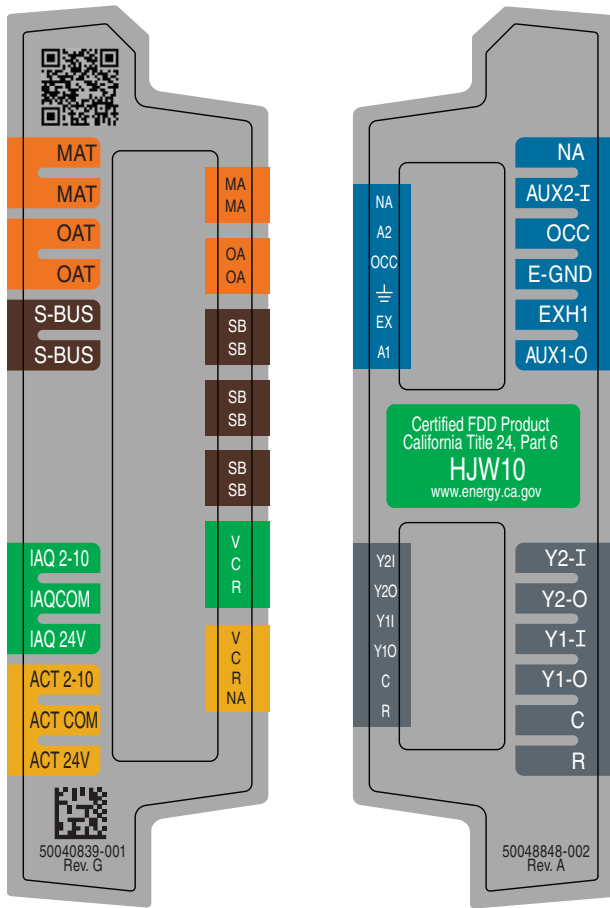 MAT
MAT
OAT
OAT
S-BUS
S-BUS
IAQ 2-10
IAQCOM
IAQ 24V
ACT 2-10
ACT COM
ACT 24V
50040839-001
Rev. G
MA
MA
OA
OA
SB
SB
SB
SB
SB
SB
V
C
R
V
C
R
NA
NA
A2
OCC
EX
A1
NA
AUX2-I
OCC
E-GND
EXH1
AUX1-O
Certified FDD Product
California Title 24, Part 6
HJW10
www.energy.ca.gov
Y2I
Y2O
Y1I
Y1O
C
R
Y2-I
Y2-O
Y1-I
Y1-O
C
R
50048848-002
Rev. A